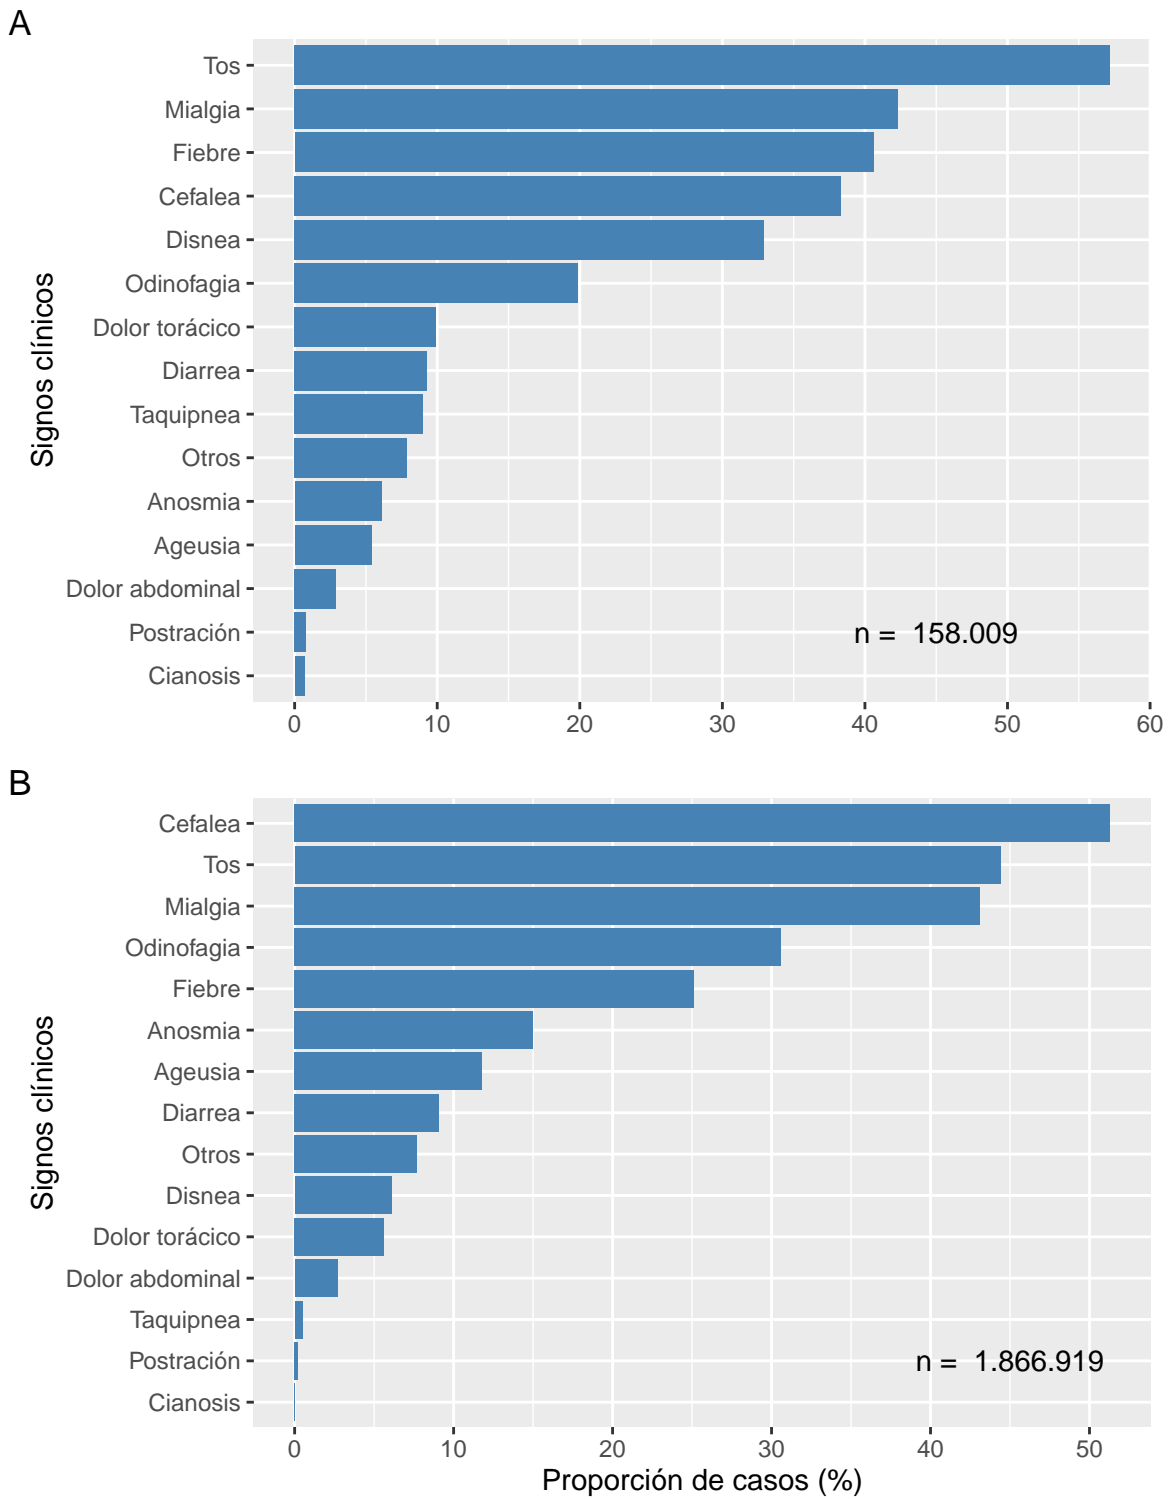 A
Signos clínicos
Tos
Mialgia
Fiebre
Cefalea
Disnea
Odinofagia
Dolor torácico
Diarrea
Taquipnea
Otros
Anosmia
Ageusia
Dolor abdominal
Postración
Cianosis
n = 158.009
0 10 20 30 40 50 60
B
Signos clínicos
Cefalea
Tos
Mialgia
Odinofagia
Fiebre
Anosmia
Ageusia
Diarrea
Otros
Disnea
Dolor torácico
Dolor abdominal
Taquipnea
Postración
Cianosis
n = 1.866.919
0 10 20 30 40 50
Proporción de casos (%)